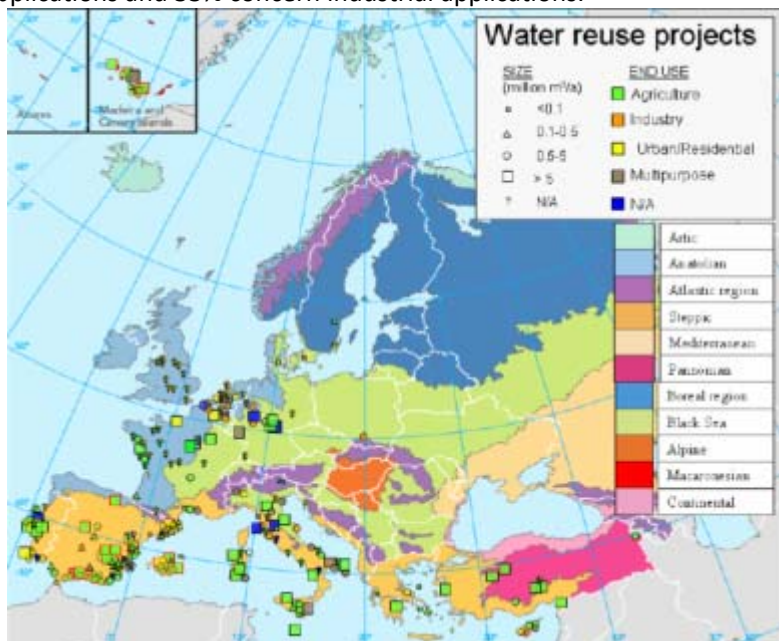 applications and 33% concern industrial applications.
Water reuse projects
SIZE
(million m³/a)
<0.1
0.1-0.5
0.5-5
> 5
N/A
END USE
Agriculture
Industry
Urban/Residential
Multipurpose
N/A
Azores
Madeira and
Canary Islands
Artic
Anatolian
Atlantic region
Steppic
Mediterranean
Pannonian
Boreal region
Black Sea
Alpine
Macaronesian
Continental